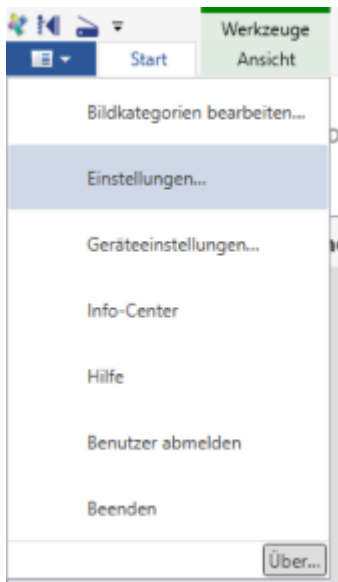 Werkzeuge
Start
Ansicht
Bildkategorien bearbeiten...
Einstellungen...
Geräteeinstellungen...
Info-Center
Hilfe
Benutzer abmelden
Beenden
Über...